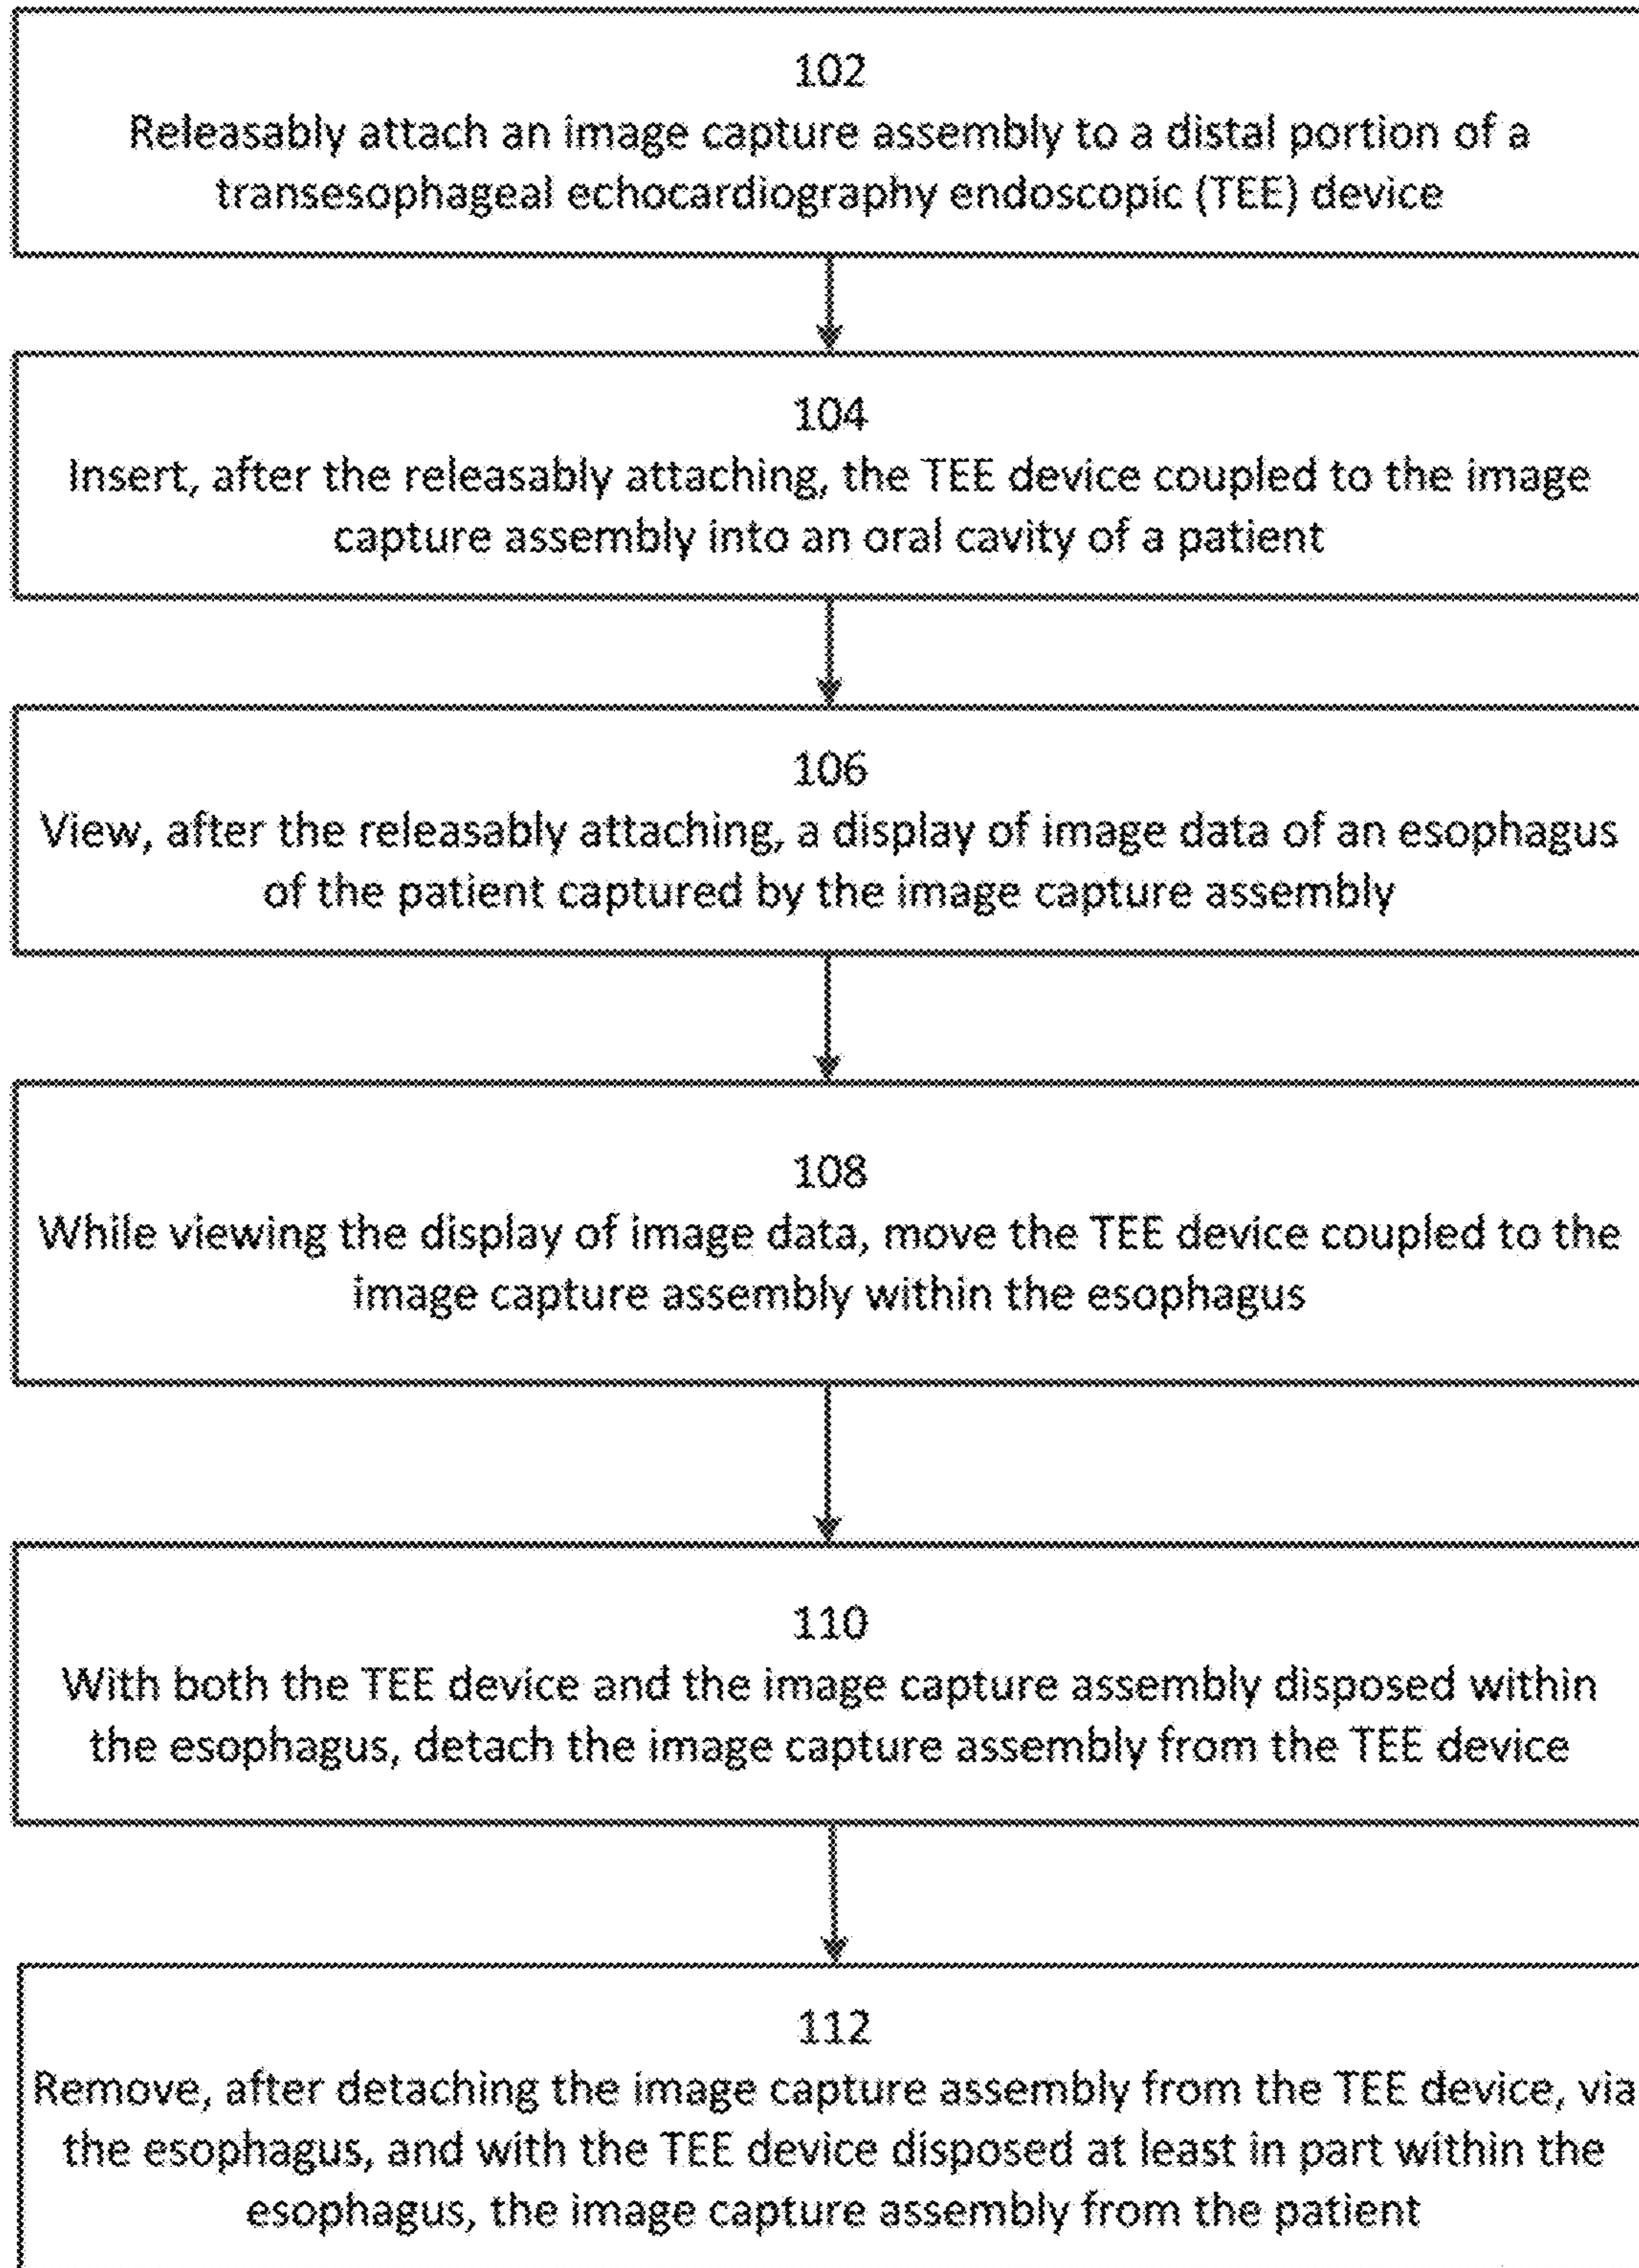 102
Releasably attach an image capture assembly to a distal portion of a
transesophageal echocardiography endoscopic (TEE) device
104
Insert, after the releasably attaching, the TEE device coupled to the image
capture assembly into an oral cavity of a patient
106
View, after the releasably attaching, a display of image data of an esophagus
of the patient captured by the image capture assembly
108
While viewing the display of image data, move the TEE device coupled to the
image capture assembly within the esophagus
110
With both the TEE device and the image capture assembly disposed within
the esophagus, detach the image capture assembly from the TEE device
112
Remove, after detaching the image capture assembly from the TEE device, via
the esophagus, and with the TEE device disposed at least in part within the
esophagus, the image capture assembly from the patient